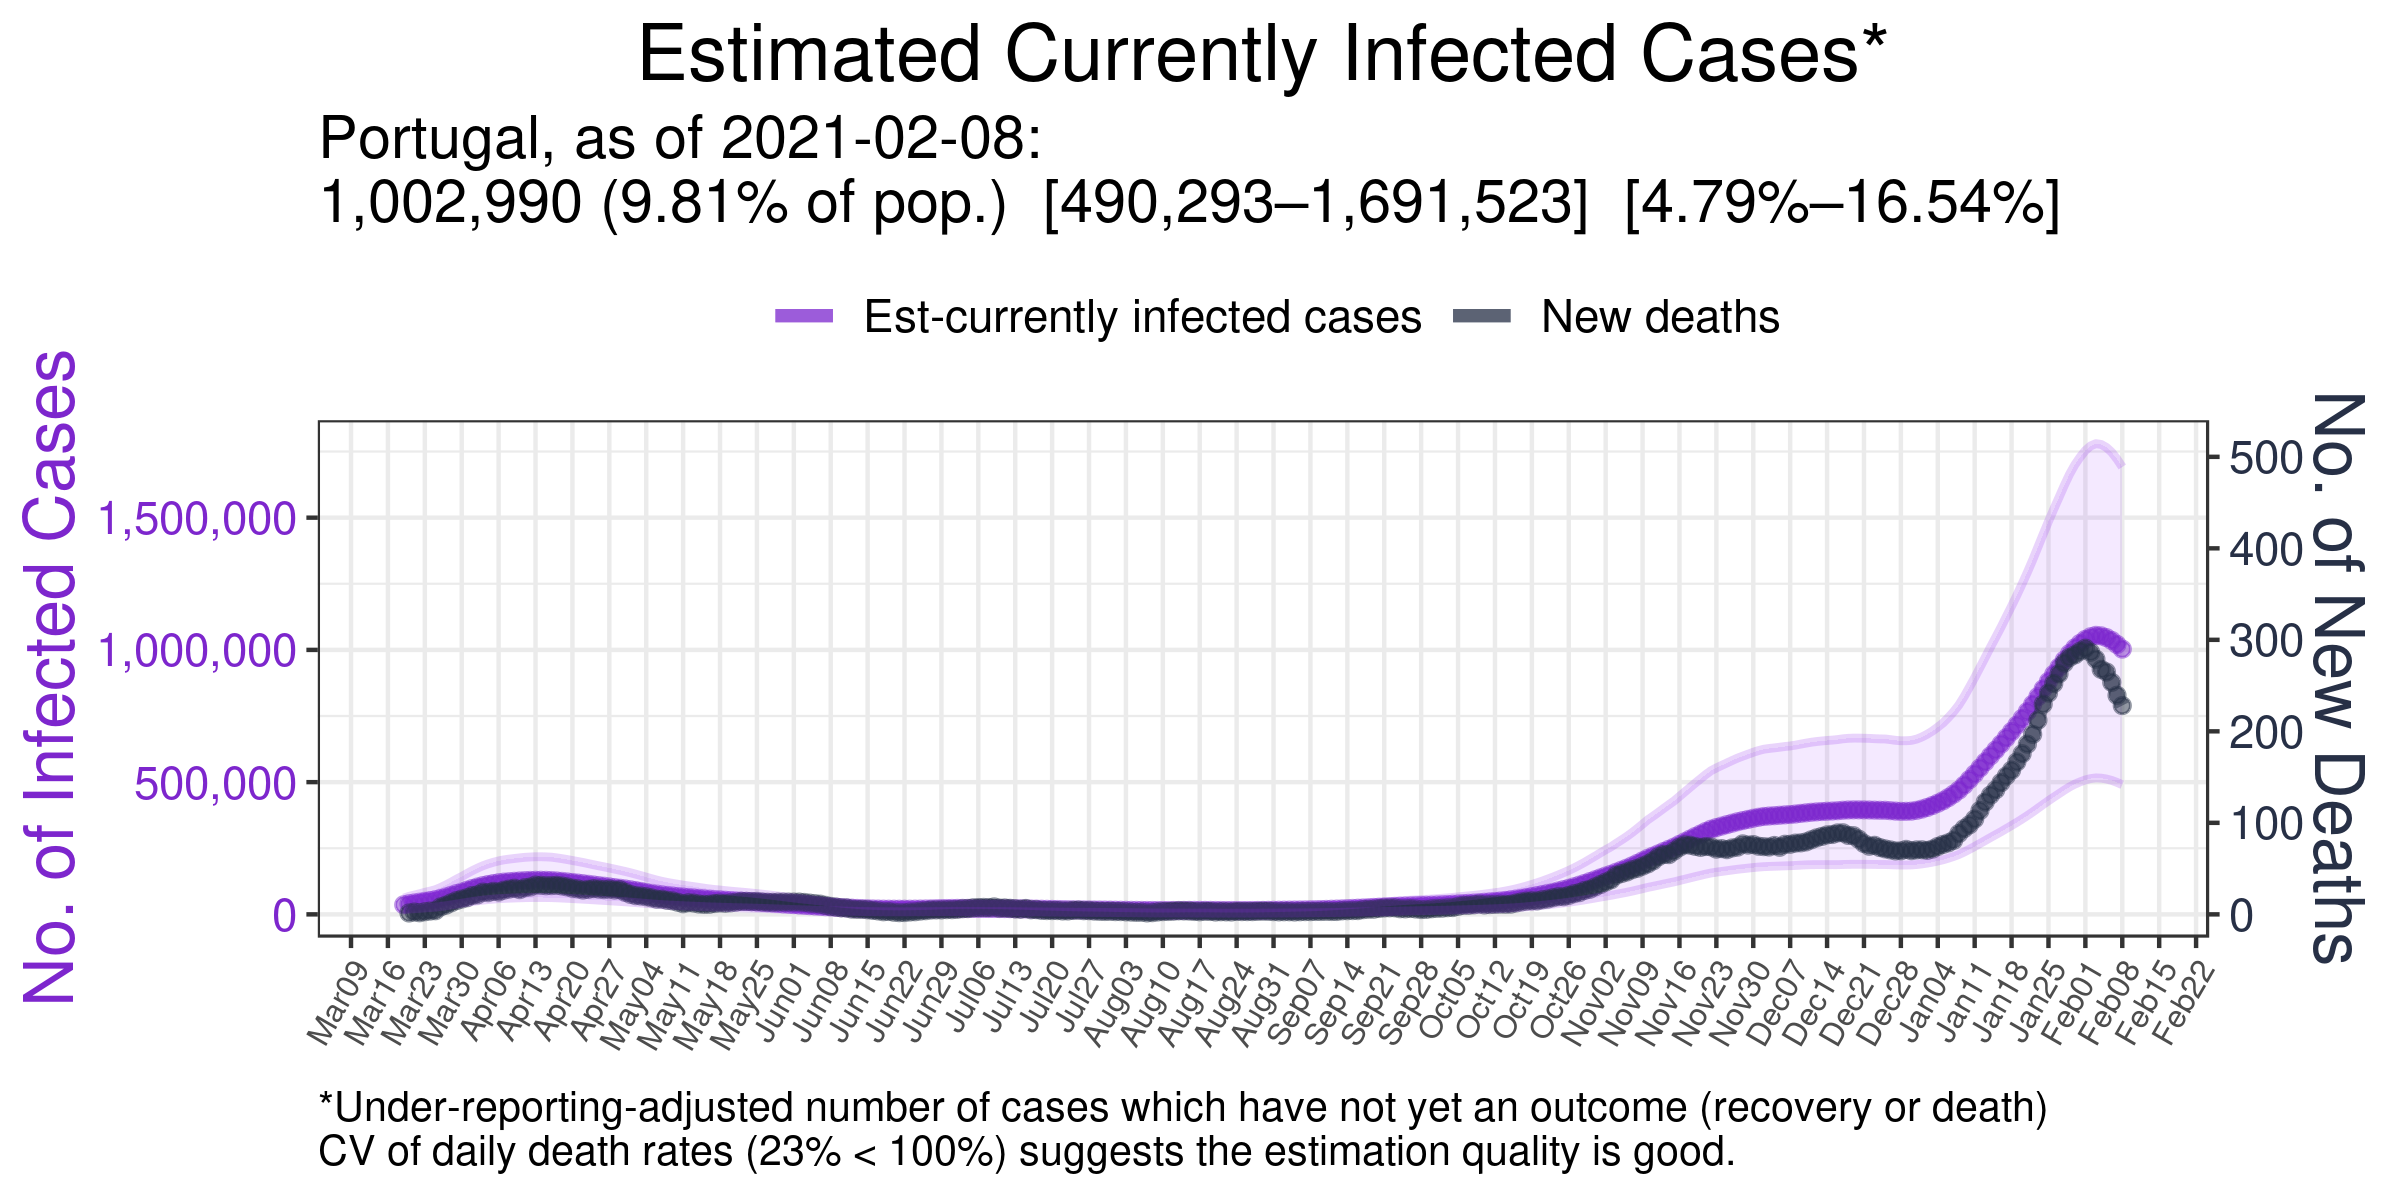 Estimated Currently Infected Cases*
Portugal, as of 2021-02-08:
1,002,990 (9.81% of pop.)  [490,293–1,691,523]  [4.79%–16.54%]
Est-currently infected cases
New deaths
No. of Infected Cases
1,500,000
1,000,000
500,000
0
500
400
300
200
100
0
No. of New Deaths
Mar09
Mar16
Mar23
Mar30
Apr06
Apr13
Apr20
Apr27
May04
May11
May18
May25
Jun01
Jun08
Jun15
Jun22
Jun29
Jul06
Jul13
Jul20
Jul27
Aug03
Aug10
Aug17
Aug24
Aug31
Sep07
Sep14
Sep21
Sep28
Oct05
Oct12
Oct19
Oct26
Nov02
Nov09
Nov16
Nov23
Nov30
Dec07
Dec14
Dec21
Dec28
Jan04
Jan11
Jan18
Jan25
Feb01
Feb08
Feb15
Feb22
*Under-reporting-adjusted number of cases which have not yet an outcome (recovery or death)
CV of daily death rates (23% < 100%) suggests the estimation quality is good.